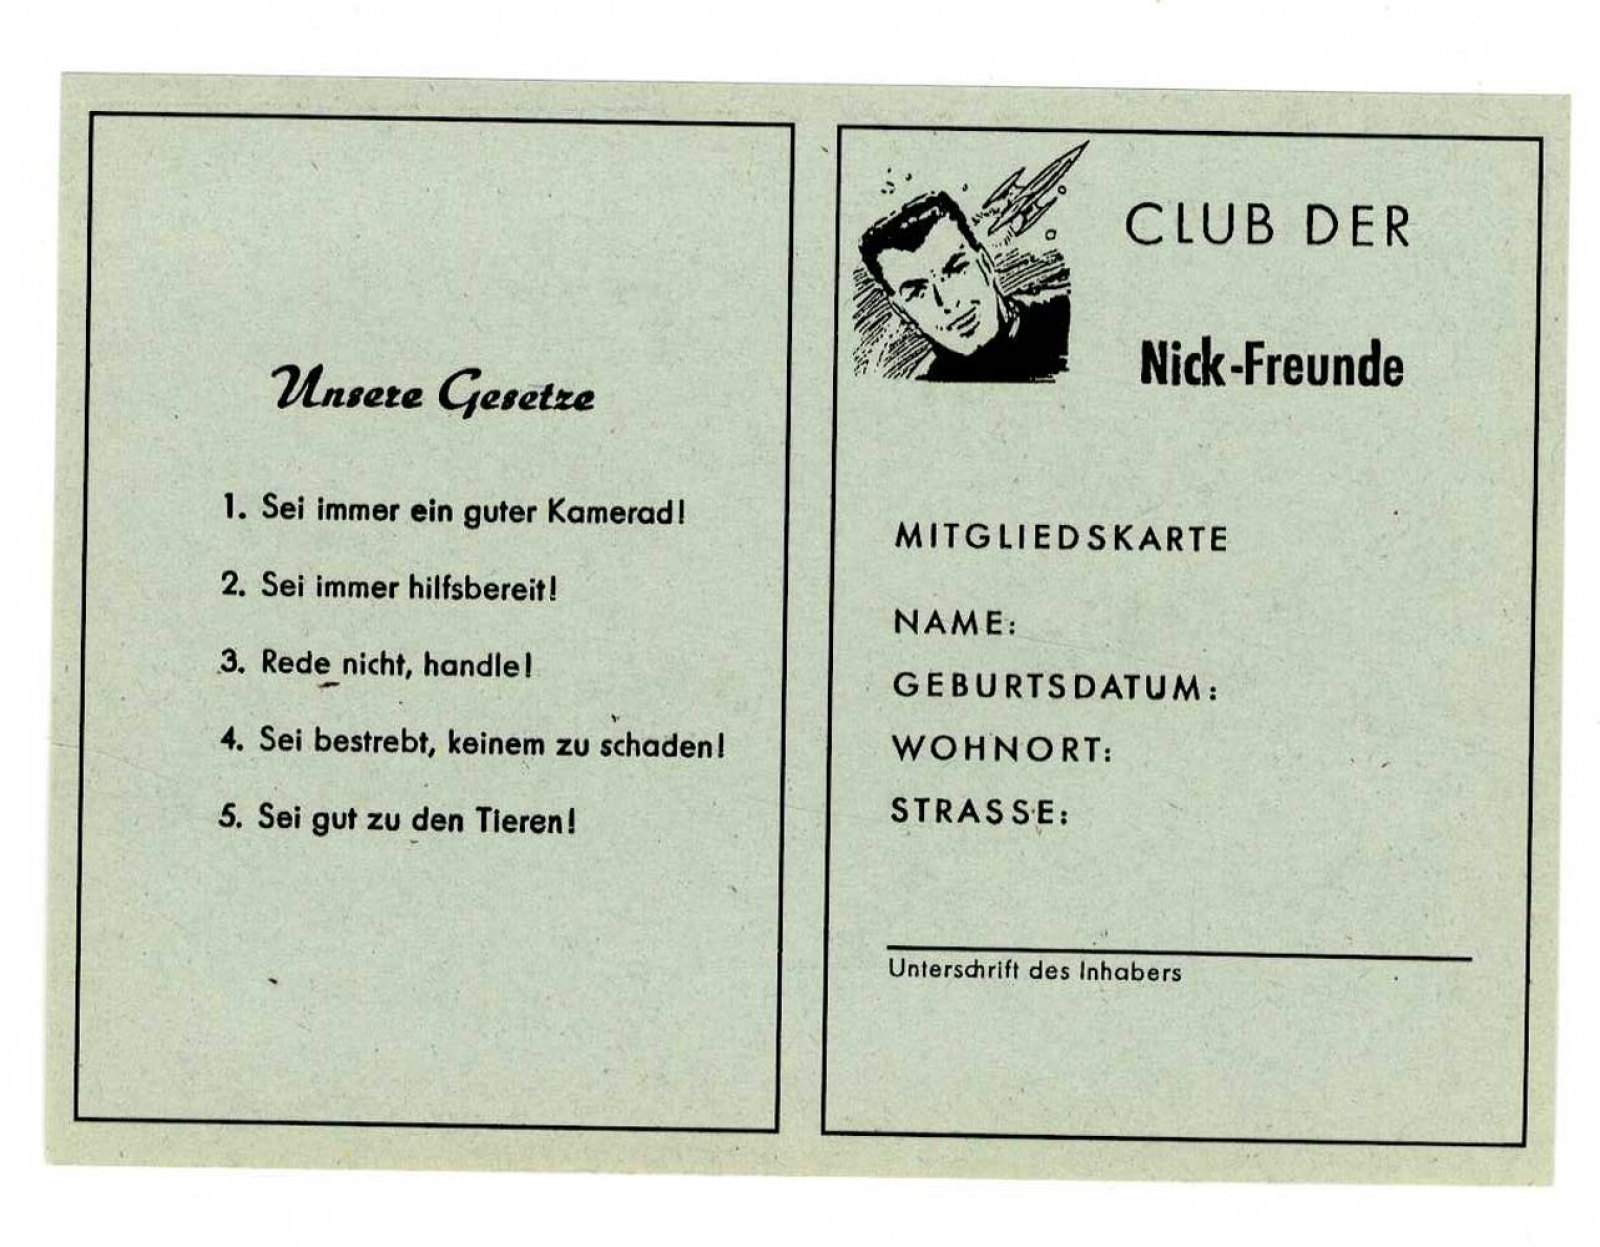 Unsere Gesetze
1. Sei immer ein guter Kamerad!
2. Sei immer hilfsbereit!
3. Rede nicht, handle!
4. Sei bestrebt, keinem zu schaden!
5. Sei gut zu den Tieren!
CLUB DER
Nick-Freunde
MITGLIEDSKARTE
NAME:
GEBURTSDATUM:
WOHNORT:
STRASSE:
Unterschrift des Inhabers